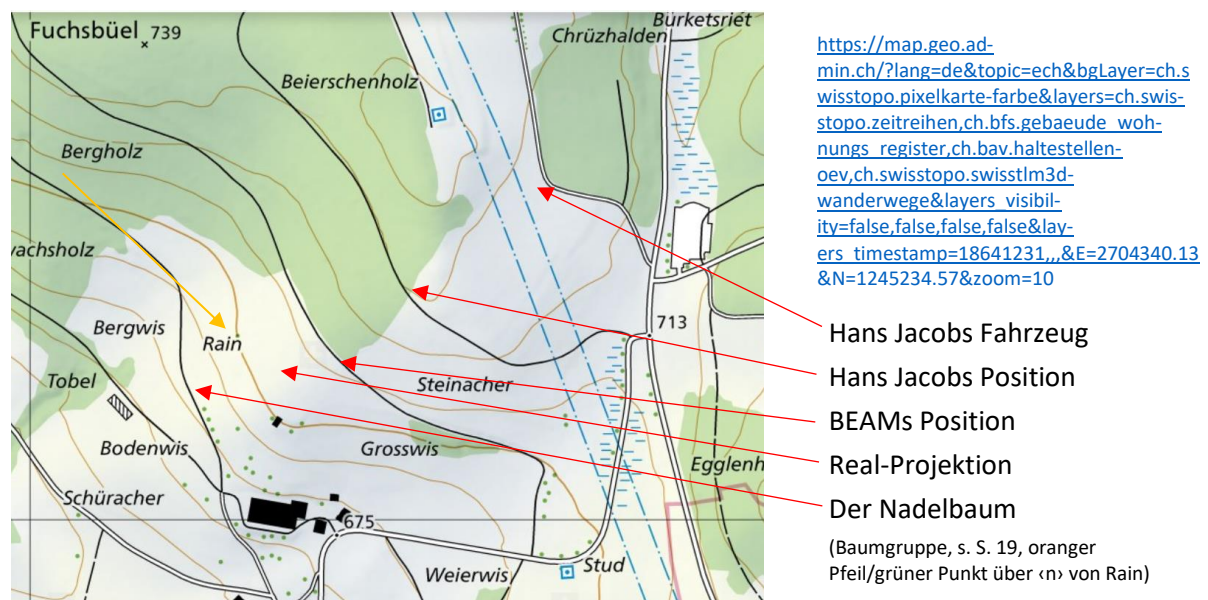 Fuchsbüel 739
Bürketsriet
Chrüzhalden
Beierschenholz
Bergholz
vachsholz
Bergwis
Rain
713
Tobel
Steinacher
Bodenwis
Grosswis
Egglenh
Schüracher
675
Weierwis
Stud
https://map.geo.ad-
min.ch/?lang=de&topic=ech&bgLayer=ch.s
wisstopo.pixelkarte-farbe&layers=ch.swis-
stopo.zeitreihen,ch.bfs.gebaeude_woh-
nungs_register,ch.bav.haltestellen-
oev,ch.swisstopo.swisstlm3d-
wanderwege&layers_visibil-
ity=false,false,false,false&lay-
ers_timestamp=18641231,,,&E=2704340.13
&N=1245234.57&zoom=10
Hans Jacobs Fahrzeug
Hans Jacobs Position
BEAMs Position
Real-Projektion
Der Nadelbaum
(Baumgruppe, s. S. 19, oranger
Pfeil/grüner Punkt über ‹n› von Rain)